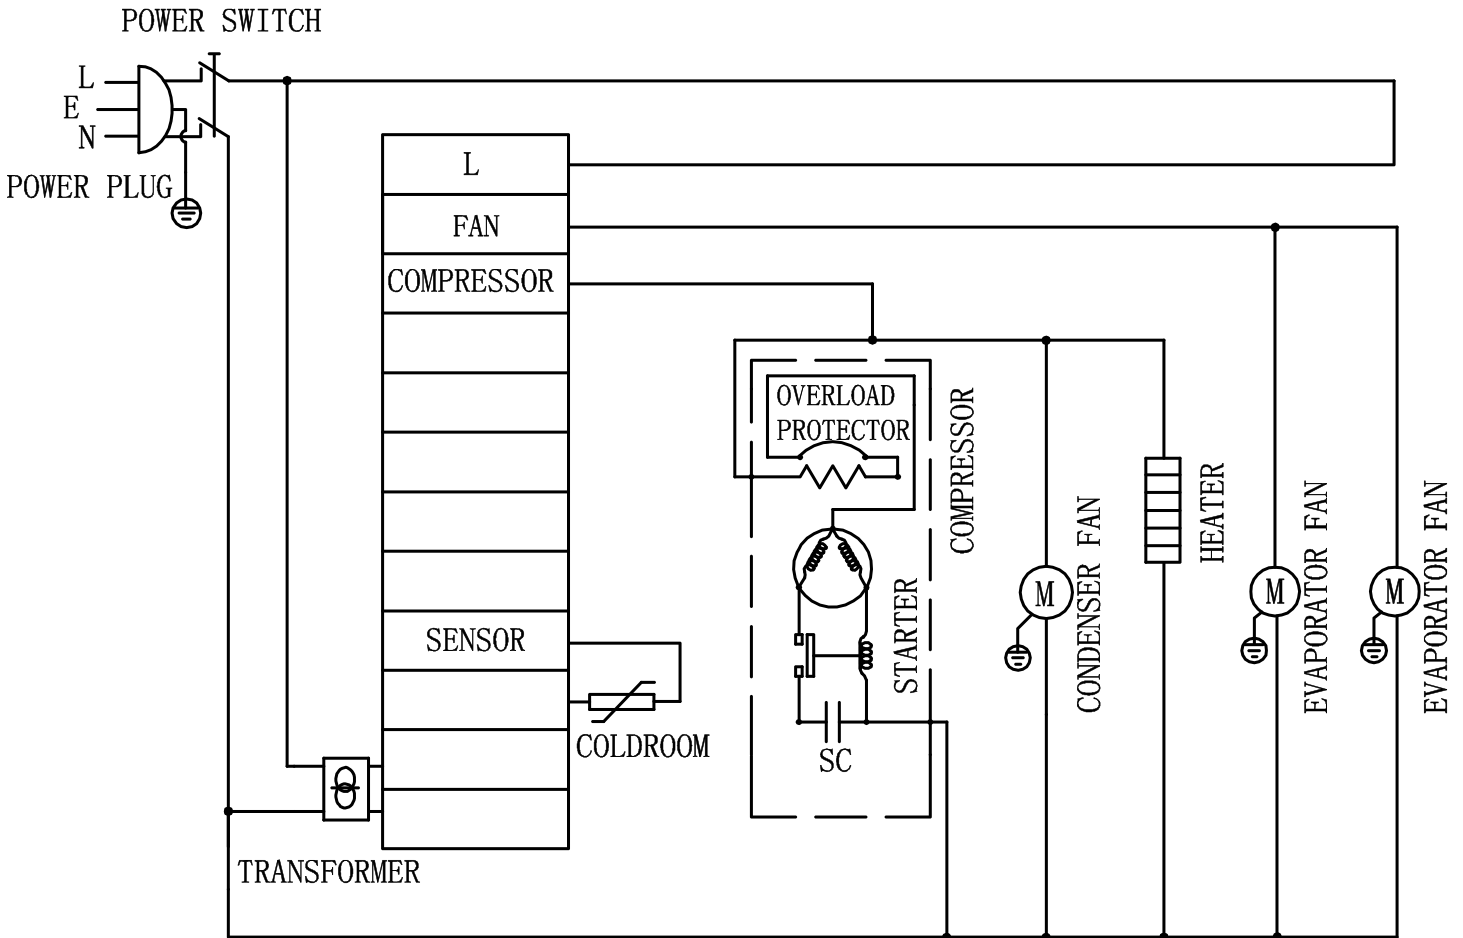 POWER SWITCH
L
E
N
POWER PLUG
L
FAN
COMPRESSOR
OVERLOAD
PROTECTOR
COMPRESSOR
STARTER
SC
CONDENSER FAN
M
HEATER
M
EVAPORATOR FAN
M
EVAPORATOR FAN
SENSOR
COLDROOM
TRANSFORMER